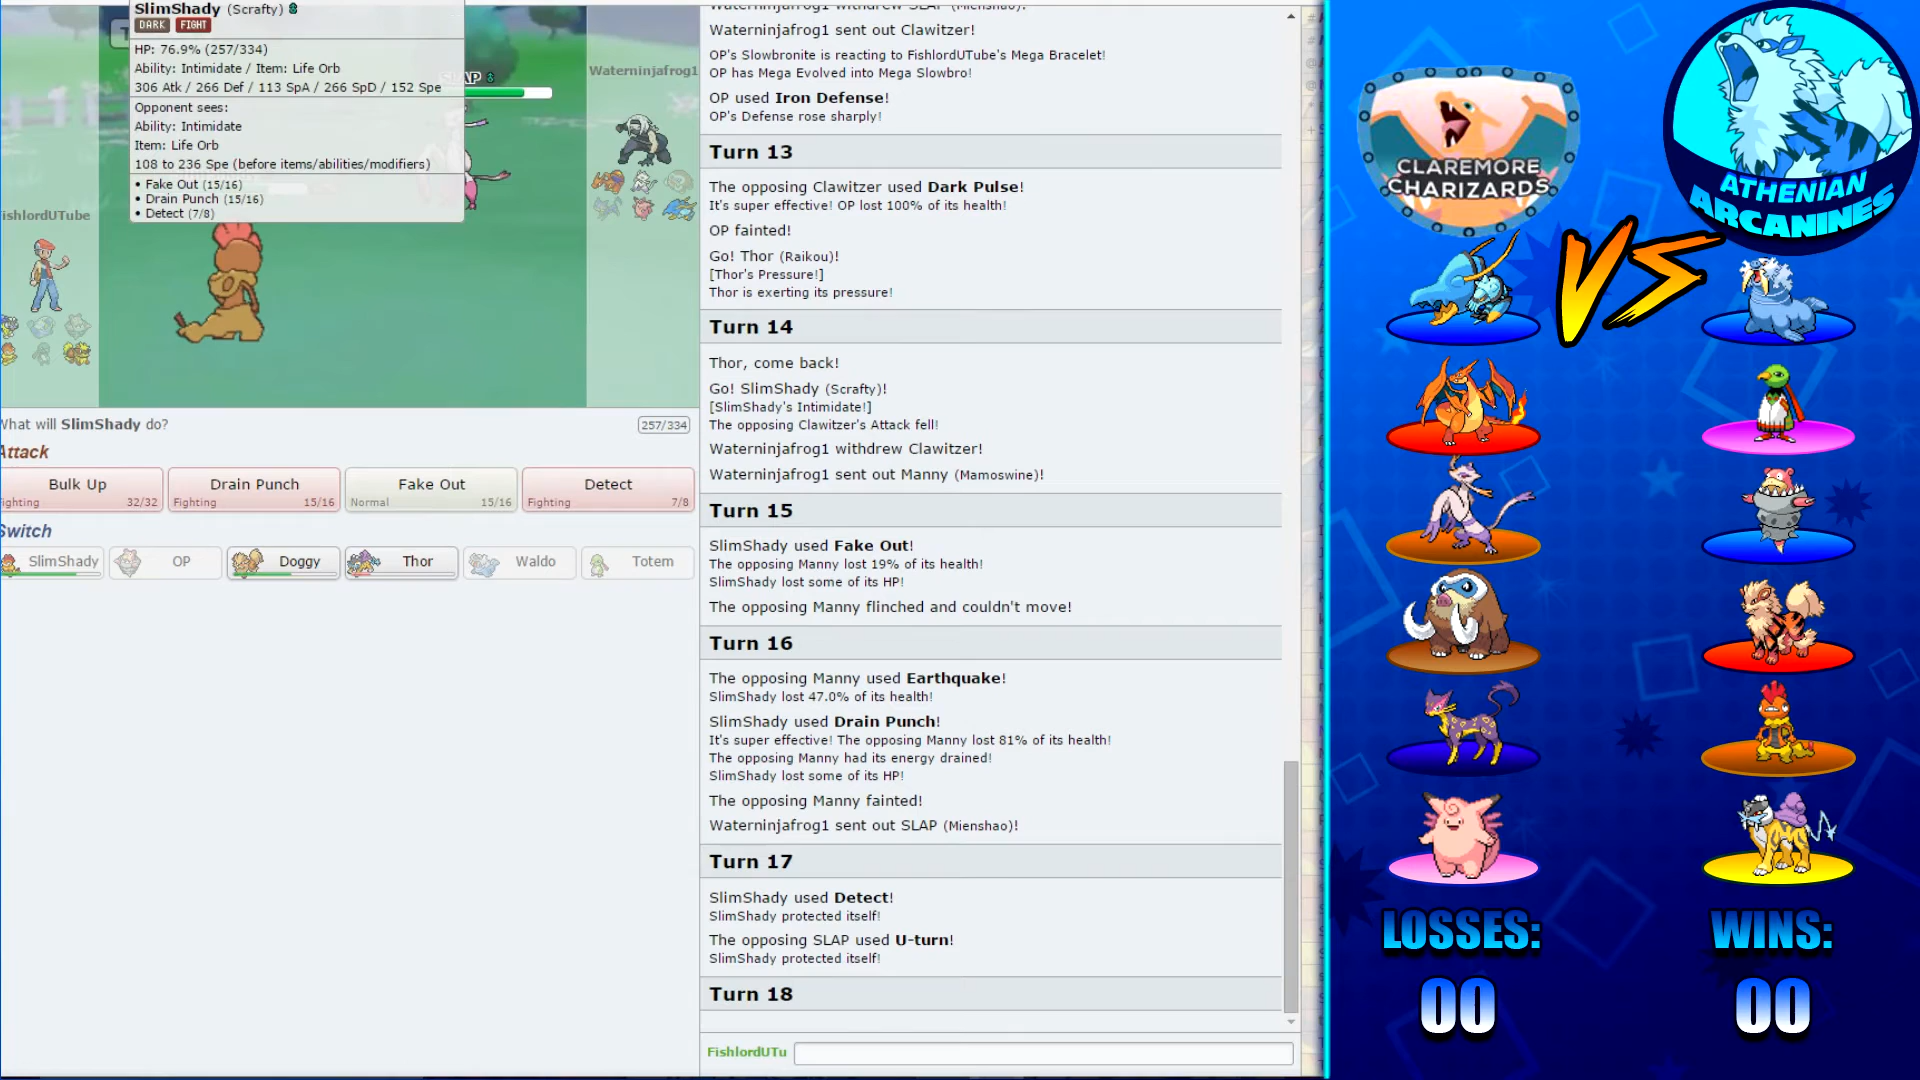 SlimShady (Scrafty)
DARK FIGHT
HP: 76.9% (257/334)
Ability: Intimidate / Item: Life Orb
306 Atk / 266 Def / 113 SpA / 266 SpD / 152 Spe
Opponent sees:
Ability: Intimidate
Item: Life Orb
108 to 236 Spe (before items/abilities/modifiers)
• Fake Out (15/16)
• Drain Punch (15/16)
• Detect (7/8)
Waterninjafrog1
ishlordUTube
What will SlimShady do?
257/334
Attack
Bulk Up
Fighting 32/32
Drain Punch
Fighting 15/16
Fake Out
Normal 15/16
Detect
Fighting 7/8
Switch
SlimShady
OP
Doggy
Thor
Waldo
Totem
Waterninjafrog1 withdrew SLAP (Mienshao)!
Waterninjafrog1 sent out Clawitzer!
OP's Slowbronite is reacting to FishlordUTube's Mega Bracelet!
OP has Mega Evolved into Mega Slowbro!
OP used Iron Defense!
OP's Defense rose sharply!
Turn 13
The opposing Clawitzer used Dark Pulse!
It's super effective! OP lost 100% of its health!
OP fainted!
Go! Thor (Raikou)!
[Thor's Pressure!]
Thor is exerting its pressure!
Turn 14
Thor, come back!
Go! SlimShady (Scrafty)!
[SlimShady's Intimidate!]
The opposing Clawitzer's Attack fell!
Waterninjafrog1 withdrew Clawitzer!
Waterninjafrog1 sent out Manny (Mamoswine)!
Turn 15
SlimShady used Fake Out!
The opposing Manny lost 19% of its health!
SlimShady lost some of its HP!
The opposing Manny flinched and couldn't move!
Turn 16
The opposing Manny used Earthquake!
SlimShady lost 47.0% of its health!
SlimShady used Drain Punch!
It's super effective! The opposing Manny lost 81% of its health!
The opposing Manny had its energy drained!
SlimShady lost some of its HP!
The opposing Manny fainted!
Waterninjafrog1 sent out SLAP (Mienshao)!
Turn 17
SlimShady used Detect!
SlimShady protected itself!
The opposing SLAP used U-turn!
SlimShady protected itself!
Turn 18
FishlordUTu
CLAREMORE
CHARIZARDS
VS
ATHENIAN
ARCANINES
LOSSES:
00
WINS:
00